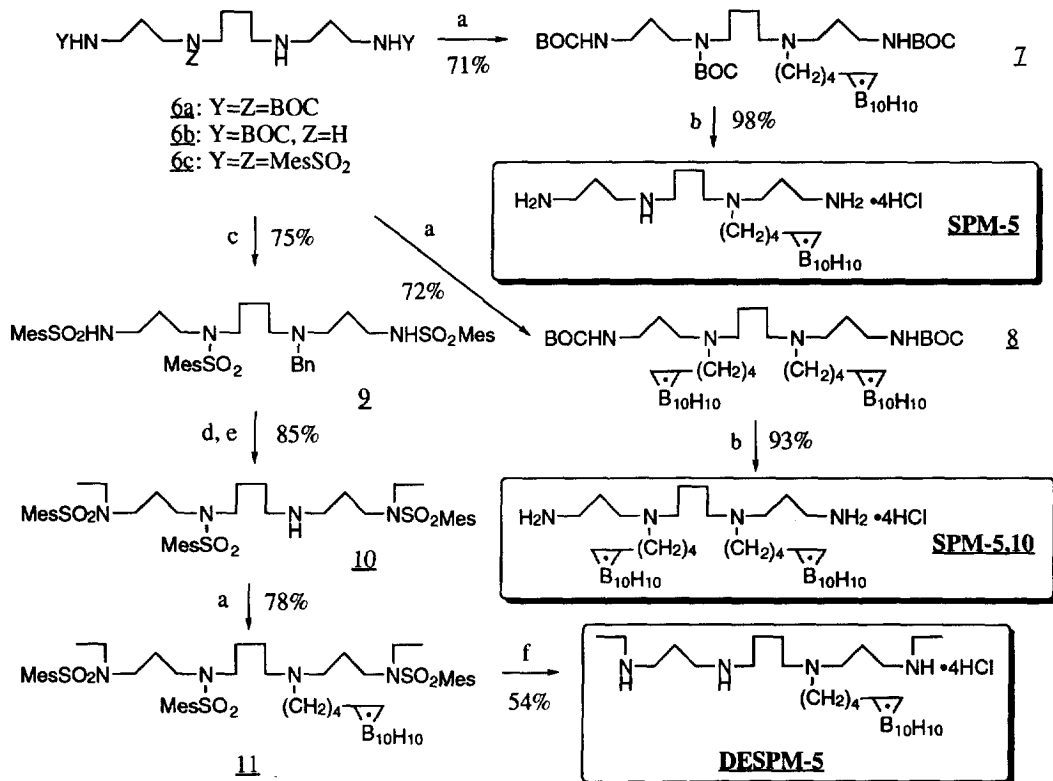 YHN N Z N H NHY
a
71%
BOCHN N BOC N NHBOC
(CH2)4
B10H10
7
6a: Y=Z=BOC
6b: Y=BOC, Z=H
6c: Y=Z=MesSO2
b 98%
H2N N H N NH2 •4HCl
(CH2)4
B10H10
SPM-5
c 75%
a
72%
MesSO2HN N MesSO2 N Bn NHSO2Mes
9
BOCHN N N NHBOC
(CH2)4 (CH2)4
B10H10 B10H10
8
d, e 85%
b 93%
MesSO2N N MesSO2 N H NSO2Mes
10
H2N N N NH2 •4HCl
(CH2)4 (CH2)4
B10H10 B10H10
SPM-5,10
a 78%
MesSO2N N MesSO2 N NSO2Mes
(CH2)4
B10H10
11
f
54%
N H N H N NH •4HCl
(CH2)4
B10H10
DESPM-5